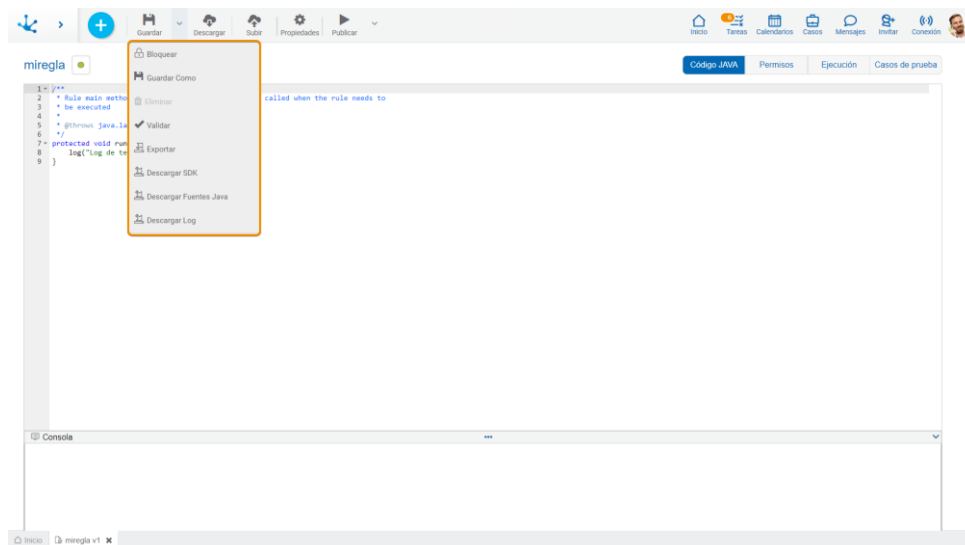 Guardar Descargar Subir Propiedades Publicar
Inicio Tareas Calendarios Casos Mensajes Invitar Conexión
miregla
Código JAVA Permisos Ejecución Casos de prueba
Bloquear
Guardar Como
Eliminar
Validar
Exportar
Descargar SDK
Descargar Fuentes Java
Descargar Log
1 /**
2 * Rule main metho called when the rule needs to
3 * be executed
4 *
5 * @throws java.la
6 */
7 protected void run
8 log("Log de te
9 }
Consola
Inicio miregla v1